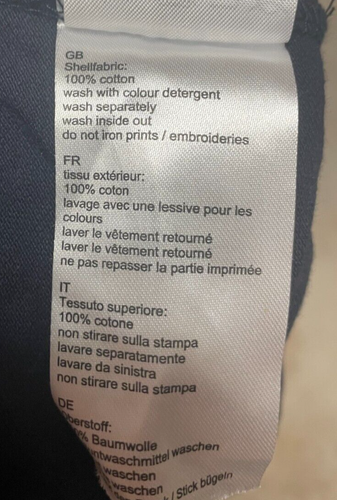 GB
Shellfabric:
100% cotton
wash with colour detergent
wash separately
wash inside out
do not iron prints / embroideries
FR
tissu extérieur:
100% coton
lavage avec une lessive pour les
colours
laver le vêtement retourné
laver le vêtement retourné
ne pas repasser la partie imprimée
IT
Tessuto superiore:
100% cotone
non stirare sulla stampa
lavare separatamente
lavare da sinistra
non stirare sulla stampa
DE
berstoff:
% Baumwolle
ntwaschmittel waschen
waschen
waschen
/ Stick bügeln